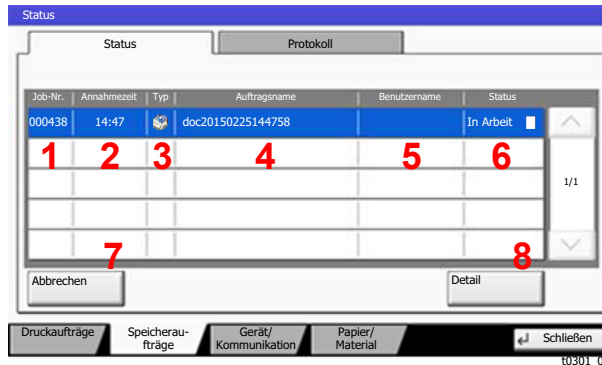 Status
Status Protokoll
Job-Nr. Annahmezeit Typ Auftragsname Benutzername Status
000438 14:47 doc20150225144758 In Arbeit
1 2 3 4 5 6
1/1
7 8
Abbrechen Detail
Druckaufträge Speicherau-
fträge Gerät/
Kommunikation Papier/
Material Schließen
t0301_0